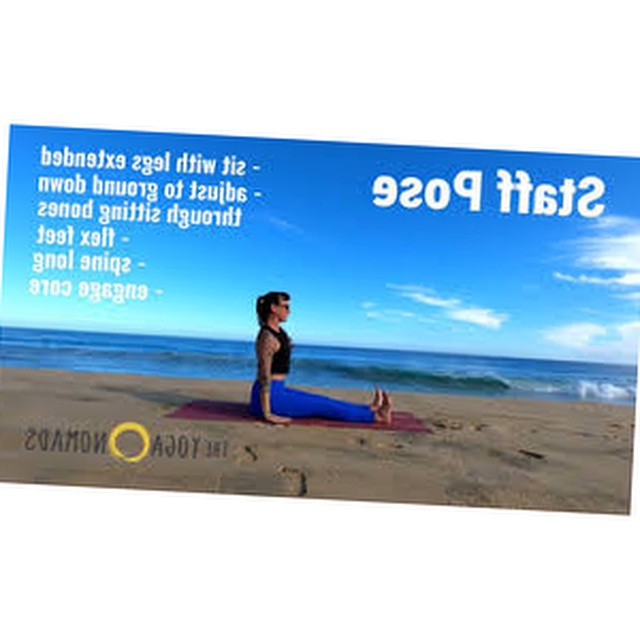 Staff Pose
- sit with legs extended
- adjust to ground down
through sitting bones
- flex feet
- spine long
- engage core
THE YOGA NOMADS